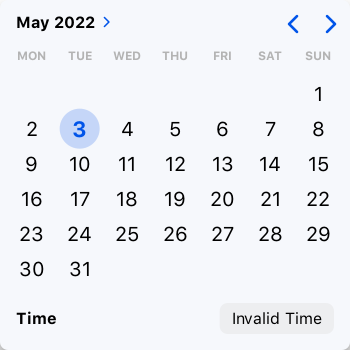 May 2022
MON TUE WED THU FRI SAT SUN
1
2 3 4 5 6 7 8
9 10 11 12 13 14 15
16 17 18 19 20 21 22
23 24 25 26 27 28 29
30 31
Time Invalid Time